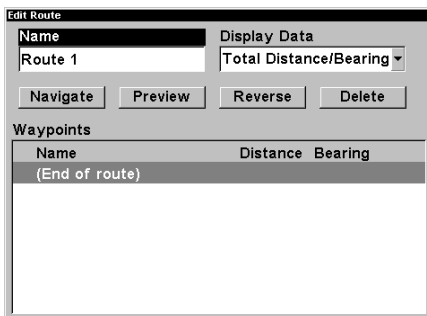 Edit Route
Name Display Data
Route 1 Total Distance/Bearing
Navigate Preview Reverse Delete
Waypoints
Name Distance Bearing
(End of route)